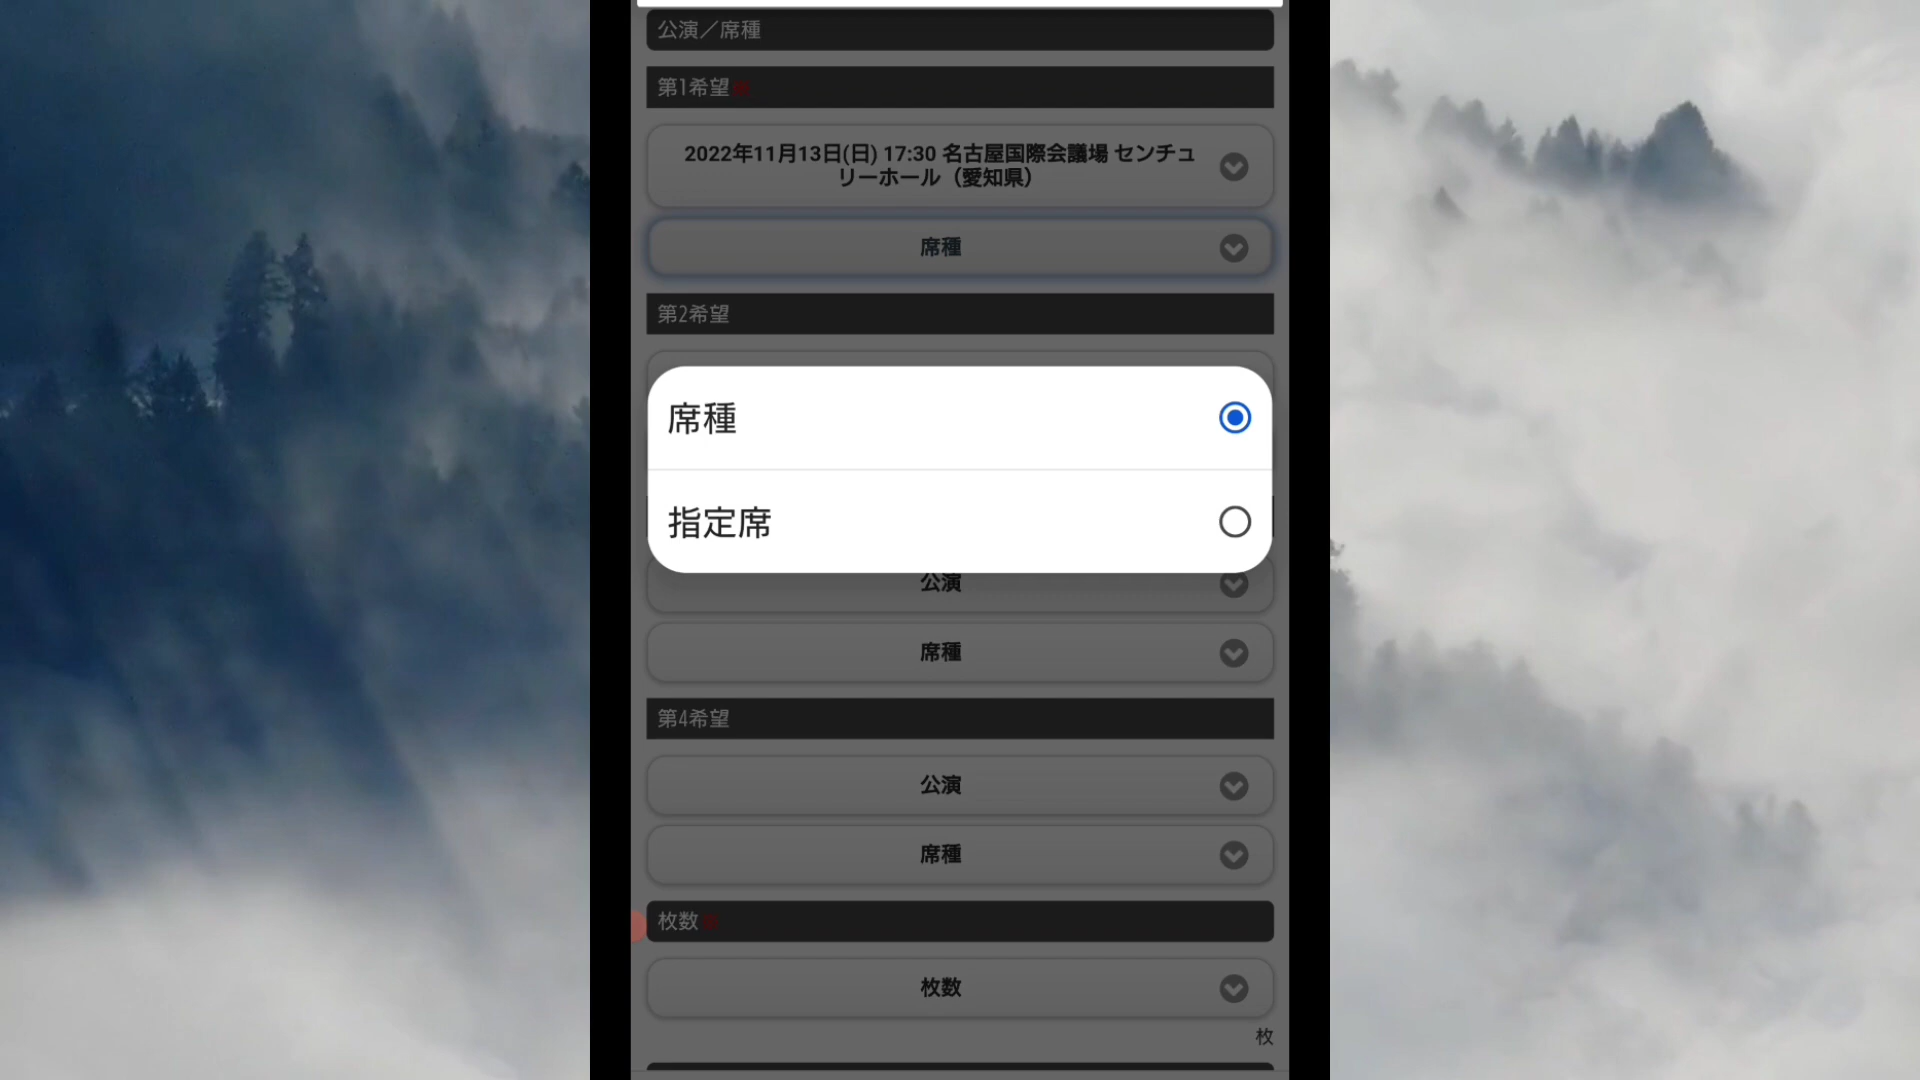 公演／席種
第1希望※
2022年11月13日(日) 17:30 名古屋国際会議場 センチュ
リーホール（愛知県）
席種
第2希望
席種
指定席
公演
席種
第4希望
公演
席種
枚数※
枚数
枚